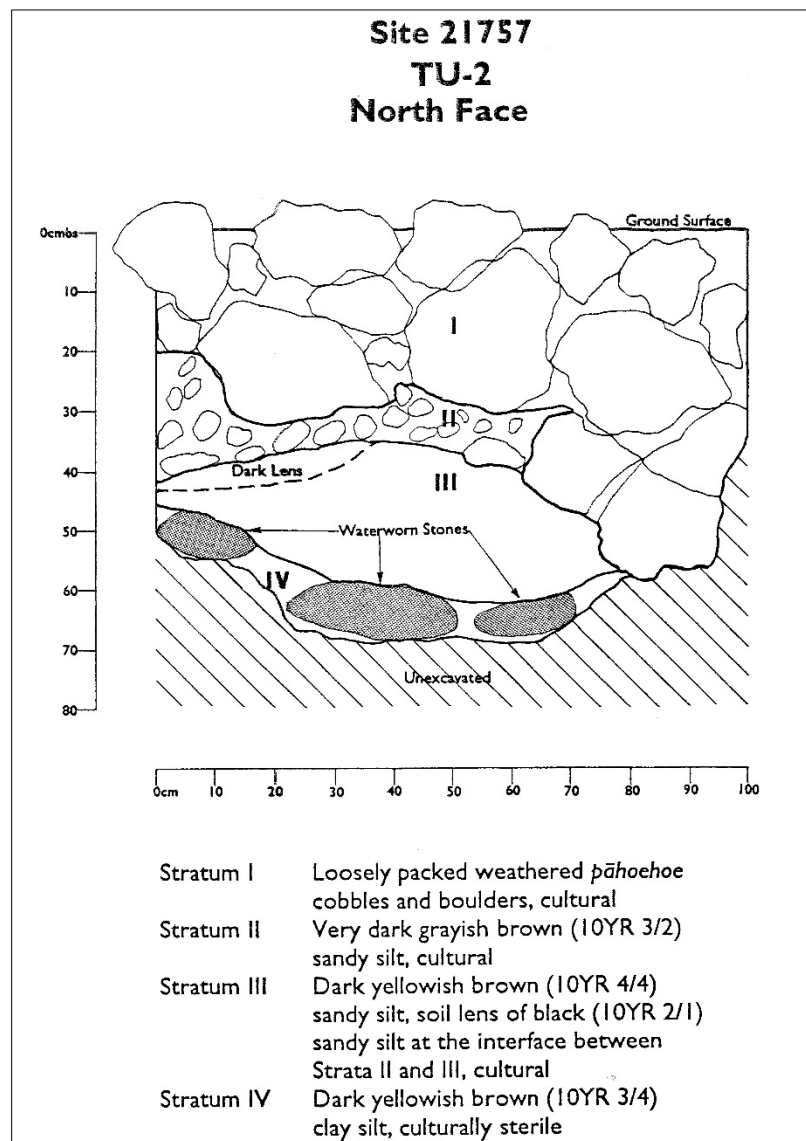 Site 21757
TU-2
North Face
Ground Surface
0cmbs
10
I
20
30
II
Dark Lens
40
III
50
Waterworn Stones
IV
60
70
Unexcavated
80
0cm 10 20 30 40 50 60 70 80 90 100
Stratum I Loosely packed weathered pāhoehoe
cobbles and boulders, cultural
Stratum II Very dark grayish brown (10YR 3/2)
sandy silt, cultural
Stratum III Dark yellowish brown (10YR 4/4)
sandy silt, soil lens of black (10YR 2/1)
sandy silt at the interface between
Strata II and III, cultural
Stratum IV Dark yellowish brown (10YR 3/4)
clay silt, culturally sterile